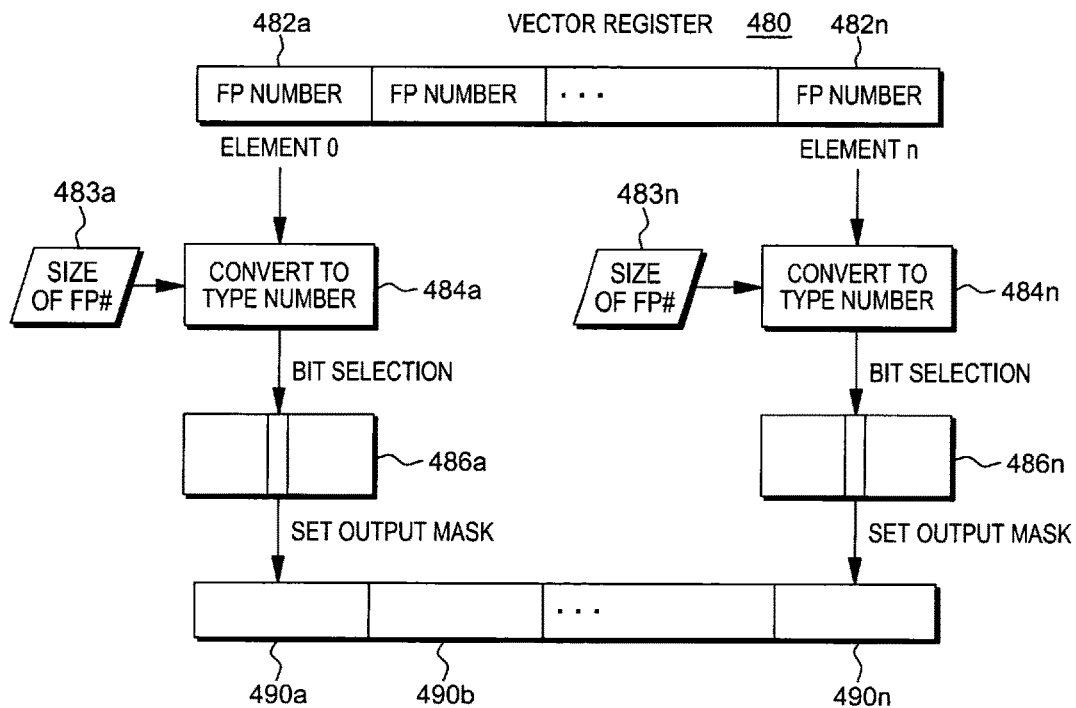 482a
VECTOR REGISTER 480
482n
FP NUMBER FP NUMBER . . . FP NUMBER
ELEMENT 0
ELEMENT n
483a
483n
SIZE
OF FP#
CONVERT TO
TYPE NUMBER
484a
SIZE
OF FP#
CONVERT TO
TYPE NUMBER
484n
BIT SELECTION
BIT SELECTION
486a
486n
SET OUTPUT MASK
SET OUTPUT MASK
. . .
490a
490b
490n